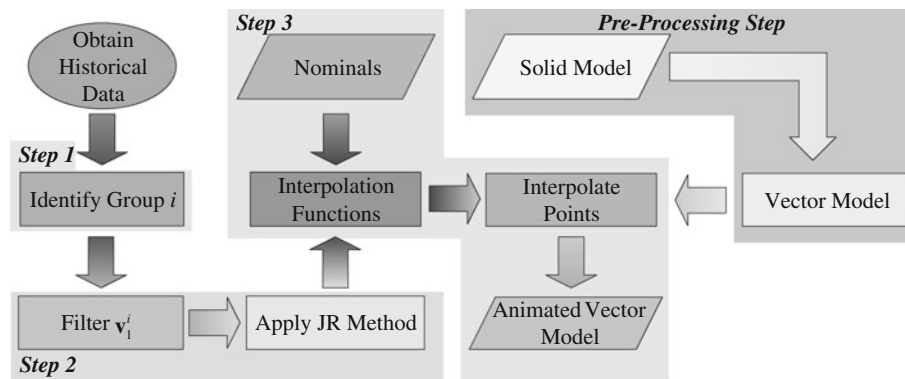 Obtain
Historical
Data
Step 1
Identify Group i
Filter v₁ⁱ
Step 2
Apply JR Method
Step 3
Nominals
Interpolation
Functions
Pre-Processing Step
Solid Model
Vector Model
Interpolate
Points
Animated Vector
Model